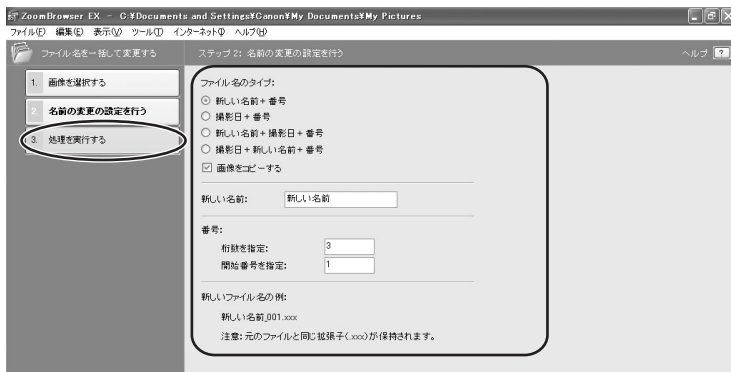 ZoomBrowser EX - C:¥Documents and Settings¥Canon¥My Documents¥My Pictures
ファイル(F) 編集(E) 表示(V) ツール(T) インターネット(I) ヘルプ(H)
ファイル名を一括して変更する ステップ 2: 名前の変更の設定を行う ヘルプ ?
1. 画像を選択する
2. 名前の変更の設定を行う
3. 処理を実行する
ファイル名のタイプ:
新しい名前 + 番号
撮影日 + 番号
新しい名前 + 撮影日 + 番号
撮影日 + 新しい名前 + 番号
画像をコピーする
新しい名前: 新しい名前
番号:
桁数を指定: 3
開始番号を指定: 1
新しいファイル名の例:
新しい名前_001.xxx
注意: 元のファイルと同じ拡張子(.xxx)が保持されます。